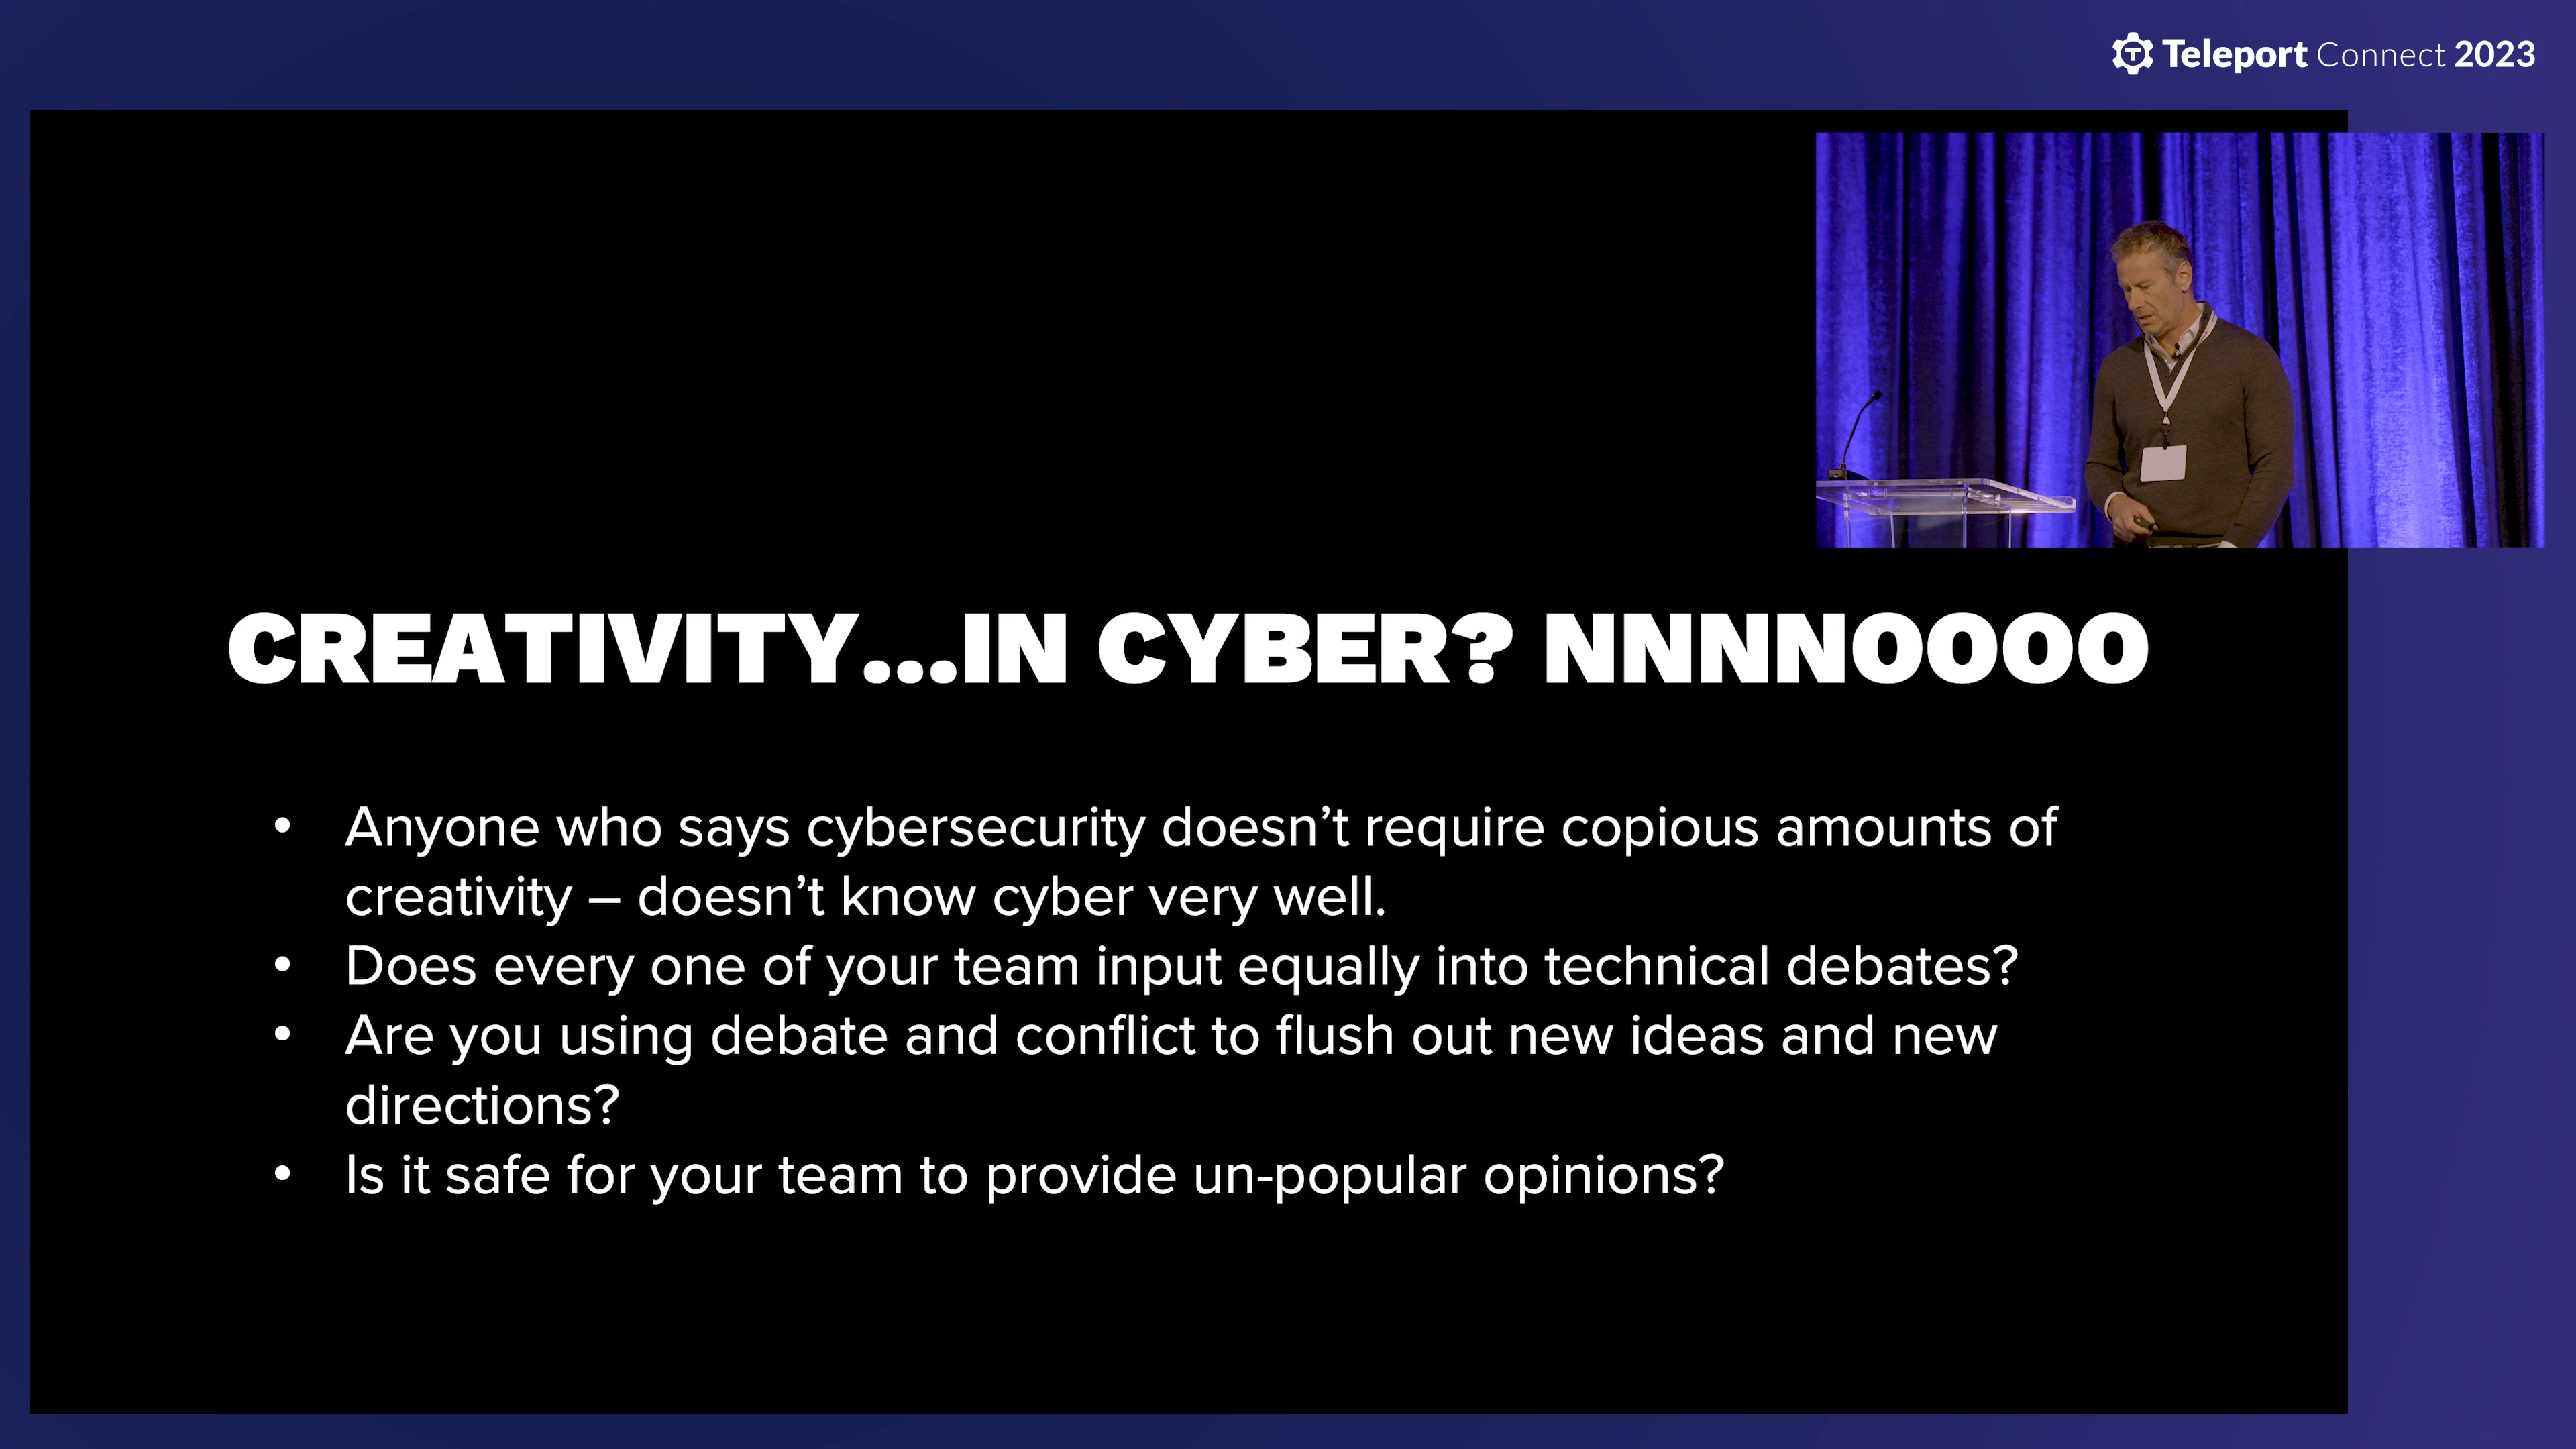 Teleport Connect 2023
CREATIVITY...IN CYBER? NNNNOOOO
• Anyone who says cybersecurity doesn’t require copious amounts of
creativity – doesn’t know cyber very well.
• Does every one of your team input equally into technical debates?
• Are you using debate and conflict to flush out new ideas and new
directions?
• Is it safe for your team to provide un-popular opinions?